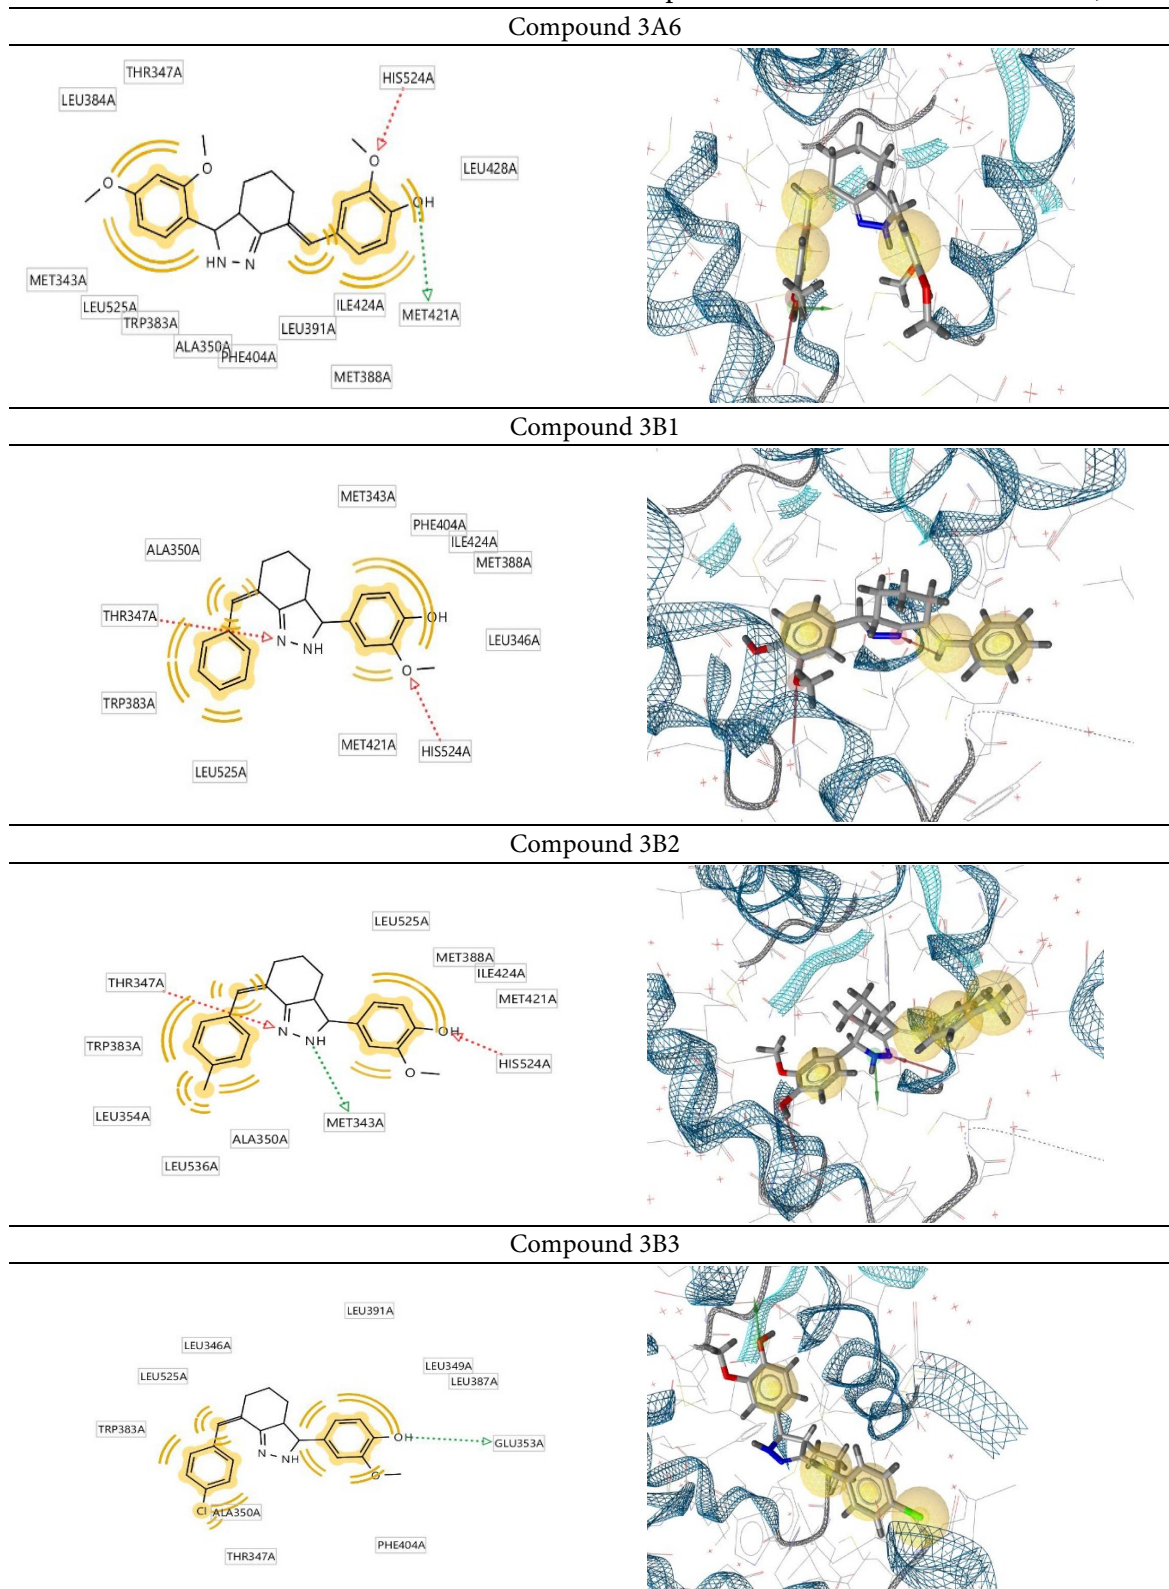 Compound 3A6
THR347A
HIS524A
LEU384A
LEU428A
O
O
O
OH
HN
N
MET343A
LEU525A
TRP383A
ALA350A
PHE404A
LEU391A
ILE424A
MET421A
MET388A
Compound 3B1
MET343A
PHE404A
ILE424A
MET388A
ALA350A
THR347A
OH
N
NH
O
LEU346A
TRP383A
MET421A
HIS524A
LEU525A
Compound 3B2
LEU525A
MET388A
ILE424A
MET421A
THR347A
N
NH
OH
O
TRP383A
HIS524A
LEU354A
MET343A
ALA350A
LEU536A
Compound 3B3
LEU391A
LEU346A
LEU349A
LEU387A
LEU525A
TRP383A
OH
GLU353A
N
NH
O
Cl
ALA350A
PHE404A
THR347A